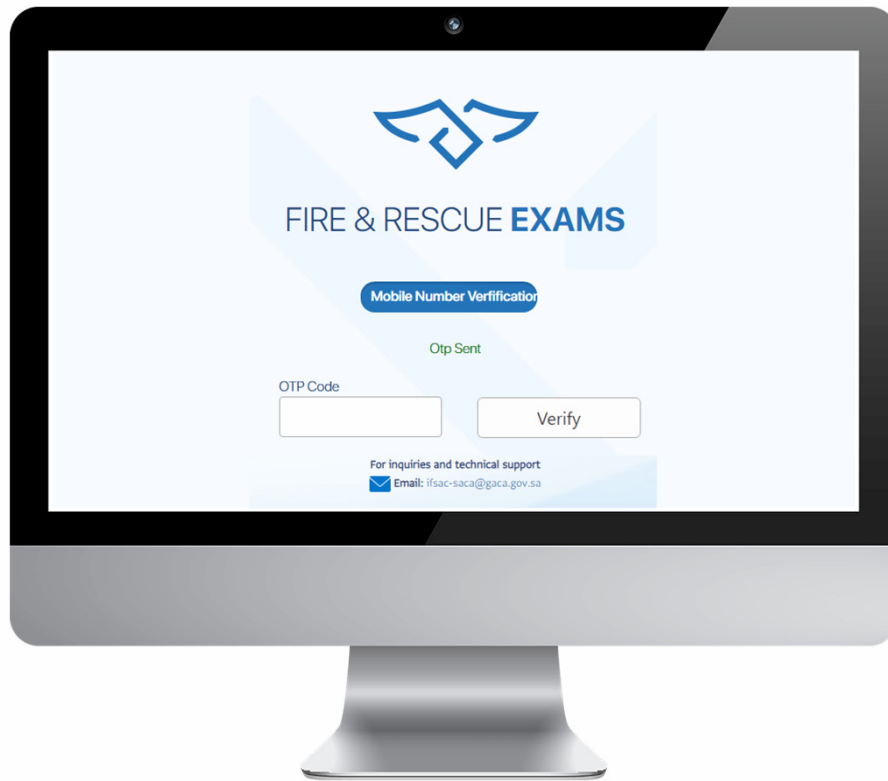 FIRE & RESCUE EXAMS
Mobile Number Verfification
Otp Sent
OTP Code
Verify
For inquiries and technical support
Email: ifsac-saca@gaca.gov.sa